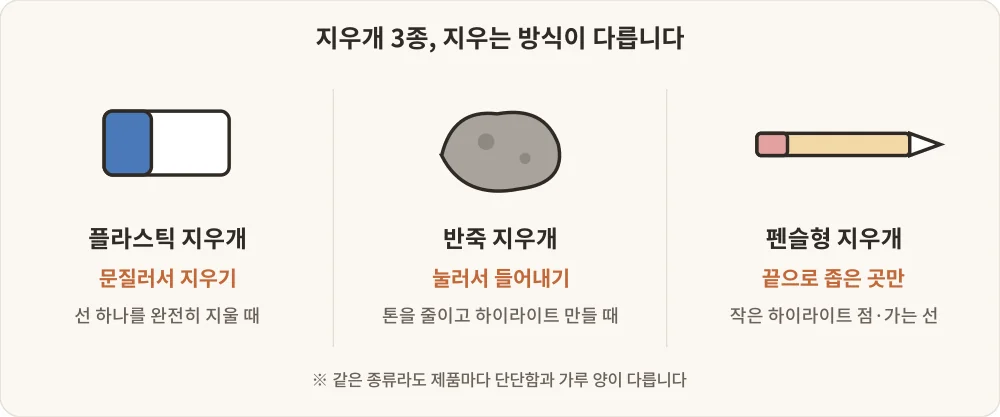 지우개 3종, 지우는 방식이 다릅니다
플라스틱 지우개
문질러서 지우기
선 하나를 완전히 지울 때
반죽 지우개
눌러서 들어내기
톤을 줄이고 하이라이트 만들 때
펜슬형 지우개
끝으로 좁은 곳만
작은 하이라이트 점·가는 선
※ 같은 종류라도 제품마다 단단함과 가루 양이 다릅니다